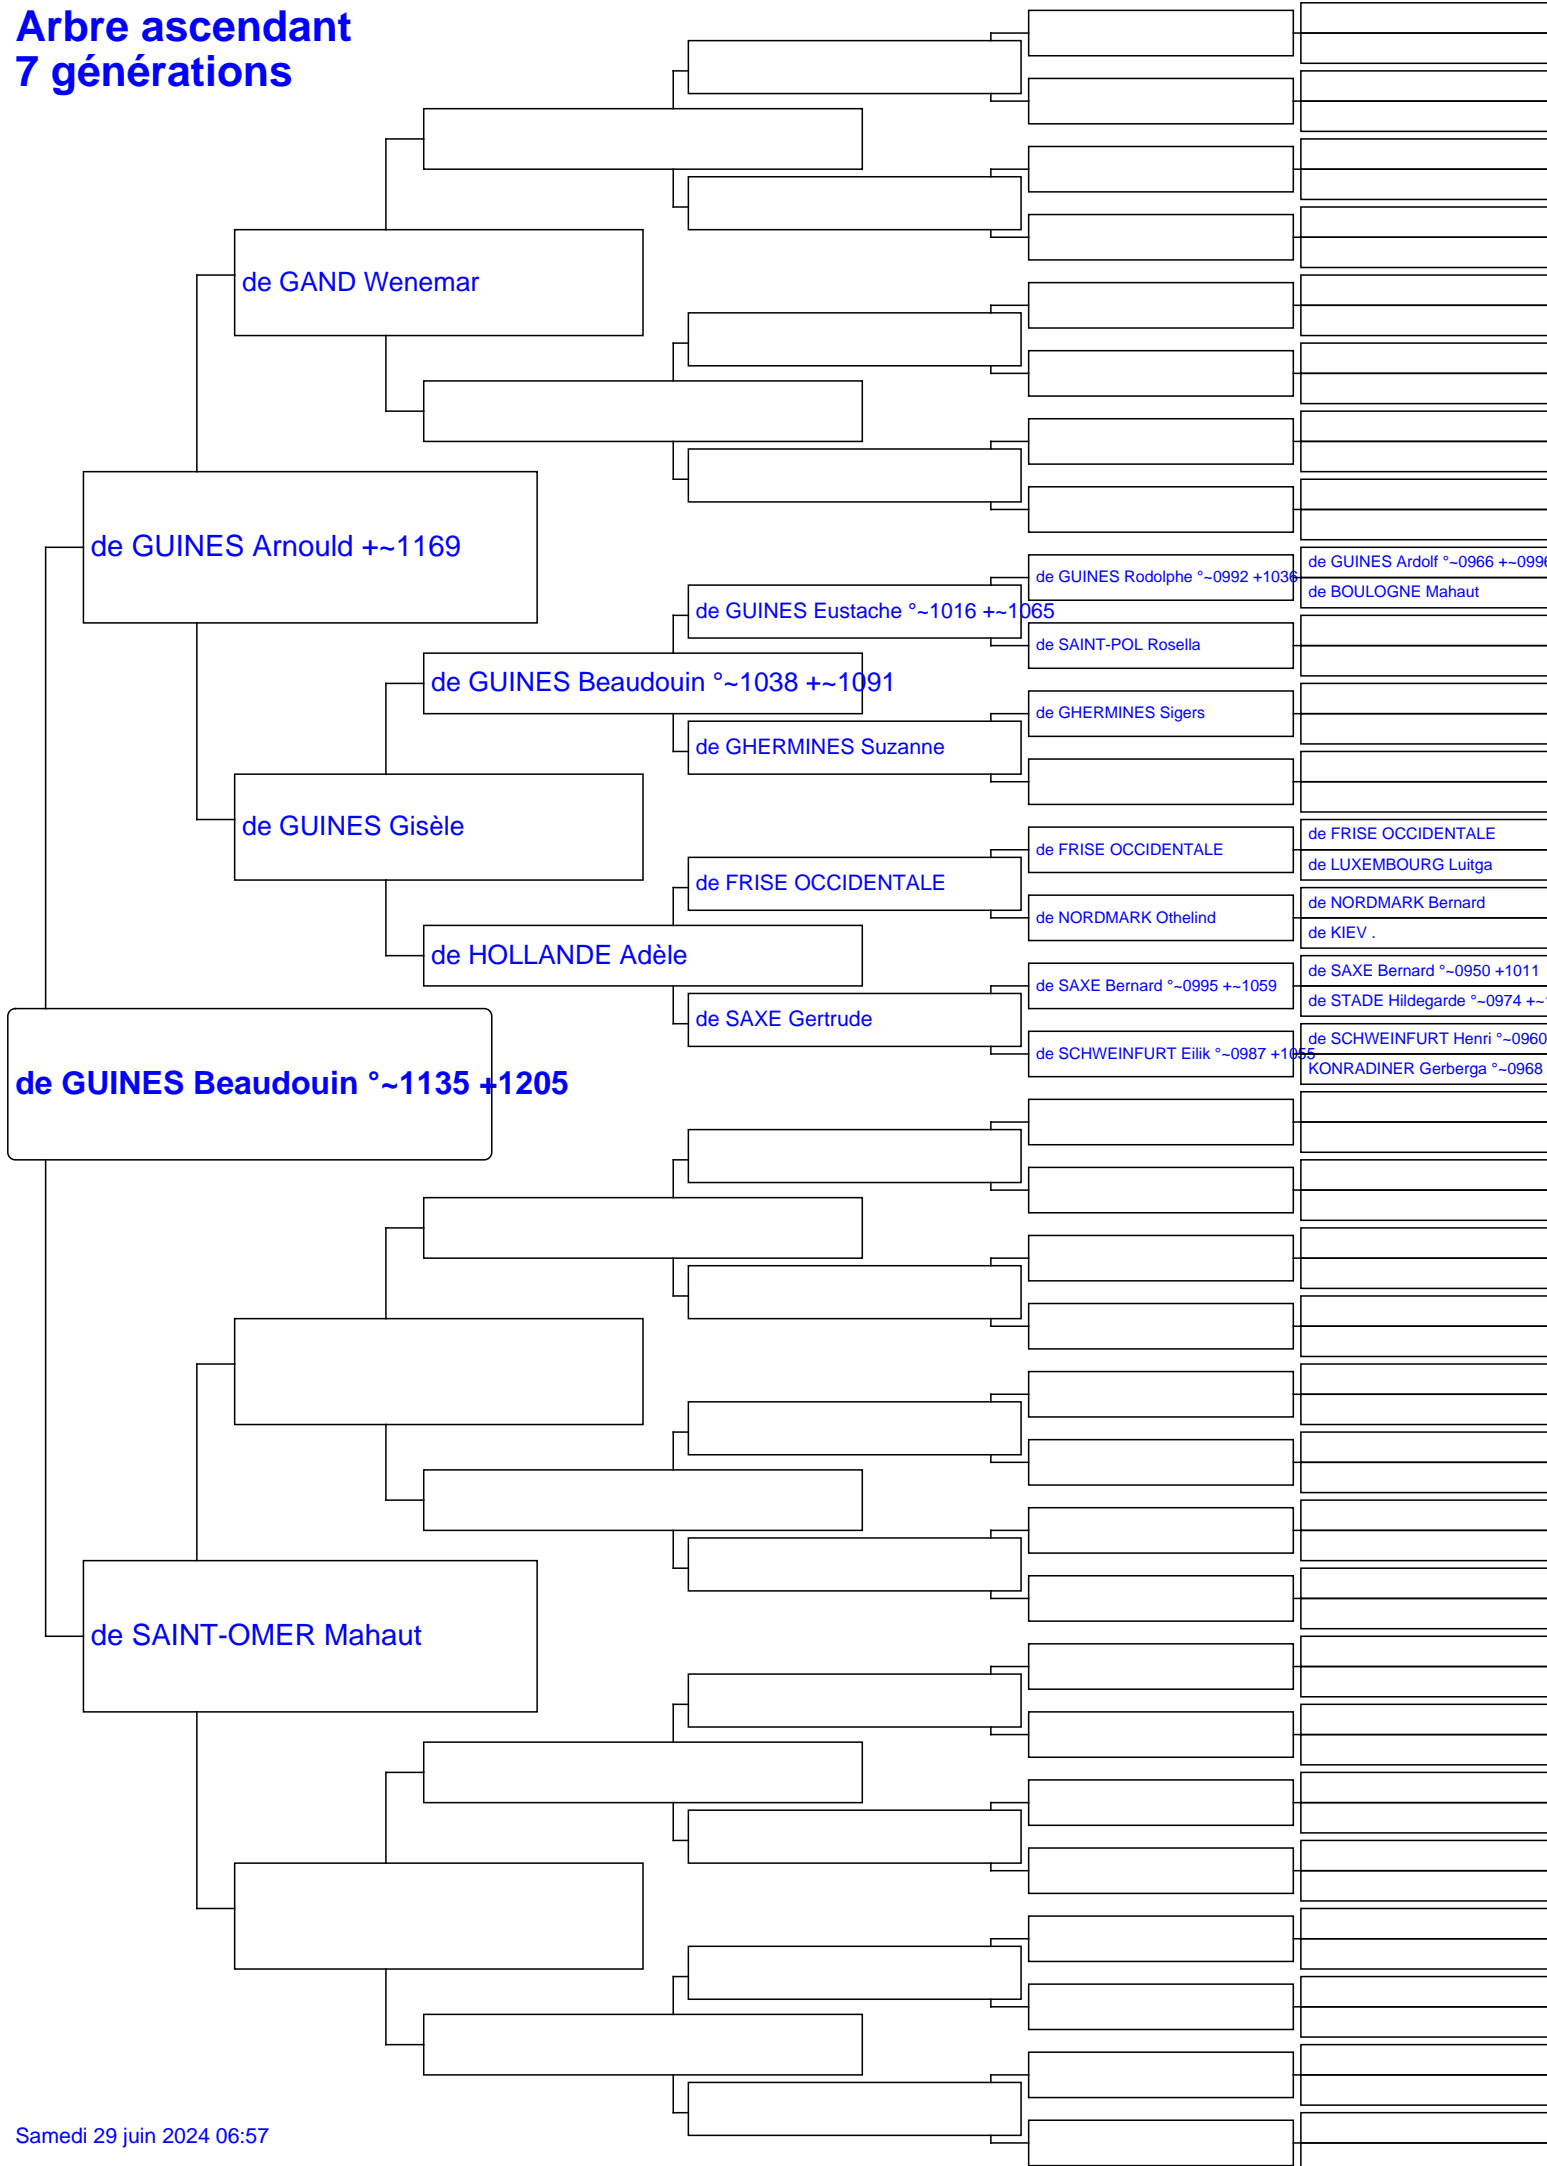 Arbre ascendant
7 générations
de GAND Wenemar
de GUINES Arnould +~1169
de GUINES Ardolf °~0966 +~0996
de GUINES Rodolphe °~0992 +1036
de BOULOGNE Mahaut
de GUINES Eustache °~1016 +~1065
de SAINT-POL Rosella
de GUINES Beaudouin °~1038 +~1091
de GHERMINES Sigers
de GHERMINES Suzanne
de GUINES Gisèle
de FRISE OCCIDENTALE
de FRISE OCCIDENTALE
de LUXEMBOURG Luitga
de FRISE OCCIDENTALE
de NORDMARK Bernard
de NORDMARK Othelind
de KIEV .
de HOLLANDE Adèle
de SAXE Bernard °~0950 +1011
de SAXE Bernard °~0995 +~1059
de STADE Hildegarde °~0974 +~
de SAXE Gertrude
de SCHWEINFURT Henri °~0960
de SCHWEINFURT Eilik °~0987 +1055
KONRADINER Gerberga °~0968
de GUINES Beaudouin °~1135 +1205
de SAINT-OMER Mahaut
Samedi 29 juin 2024 06:57